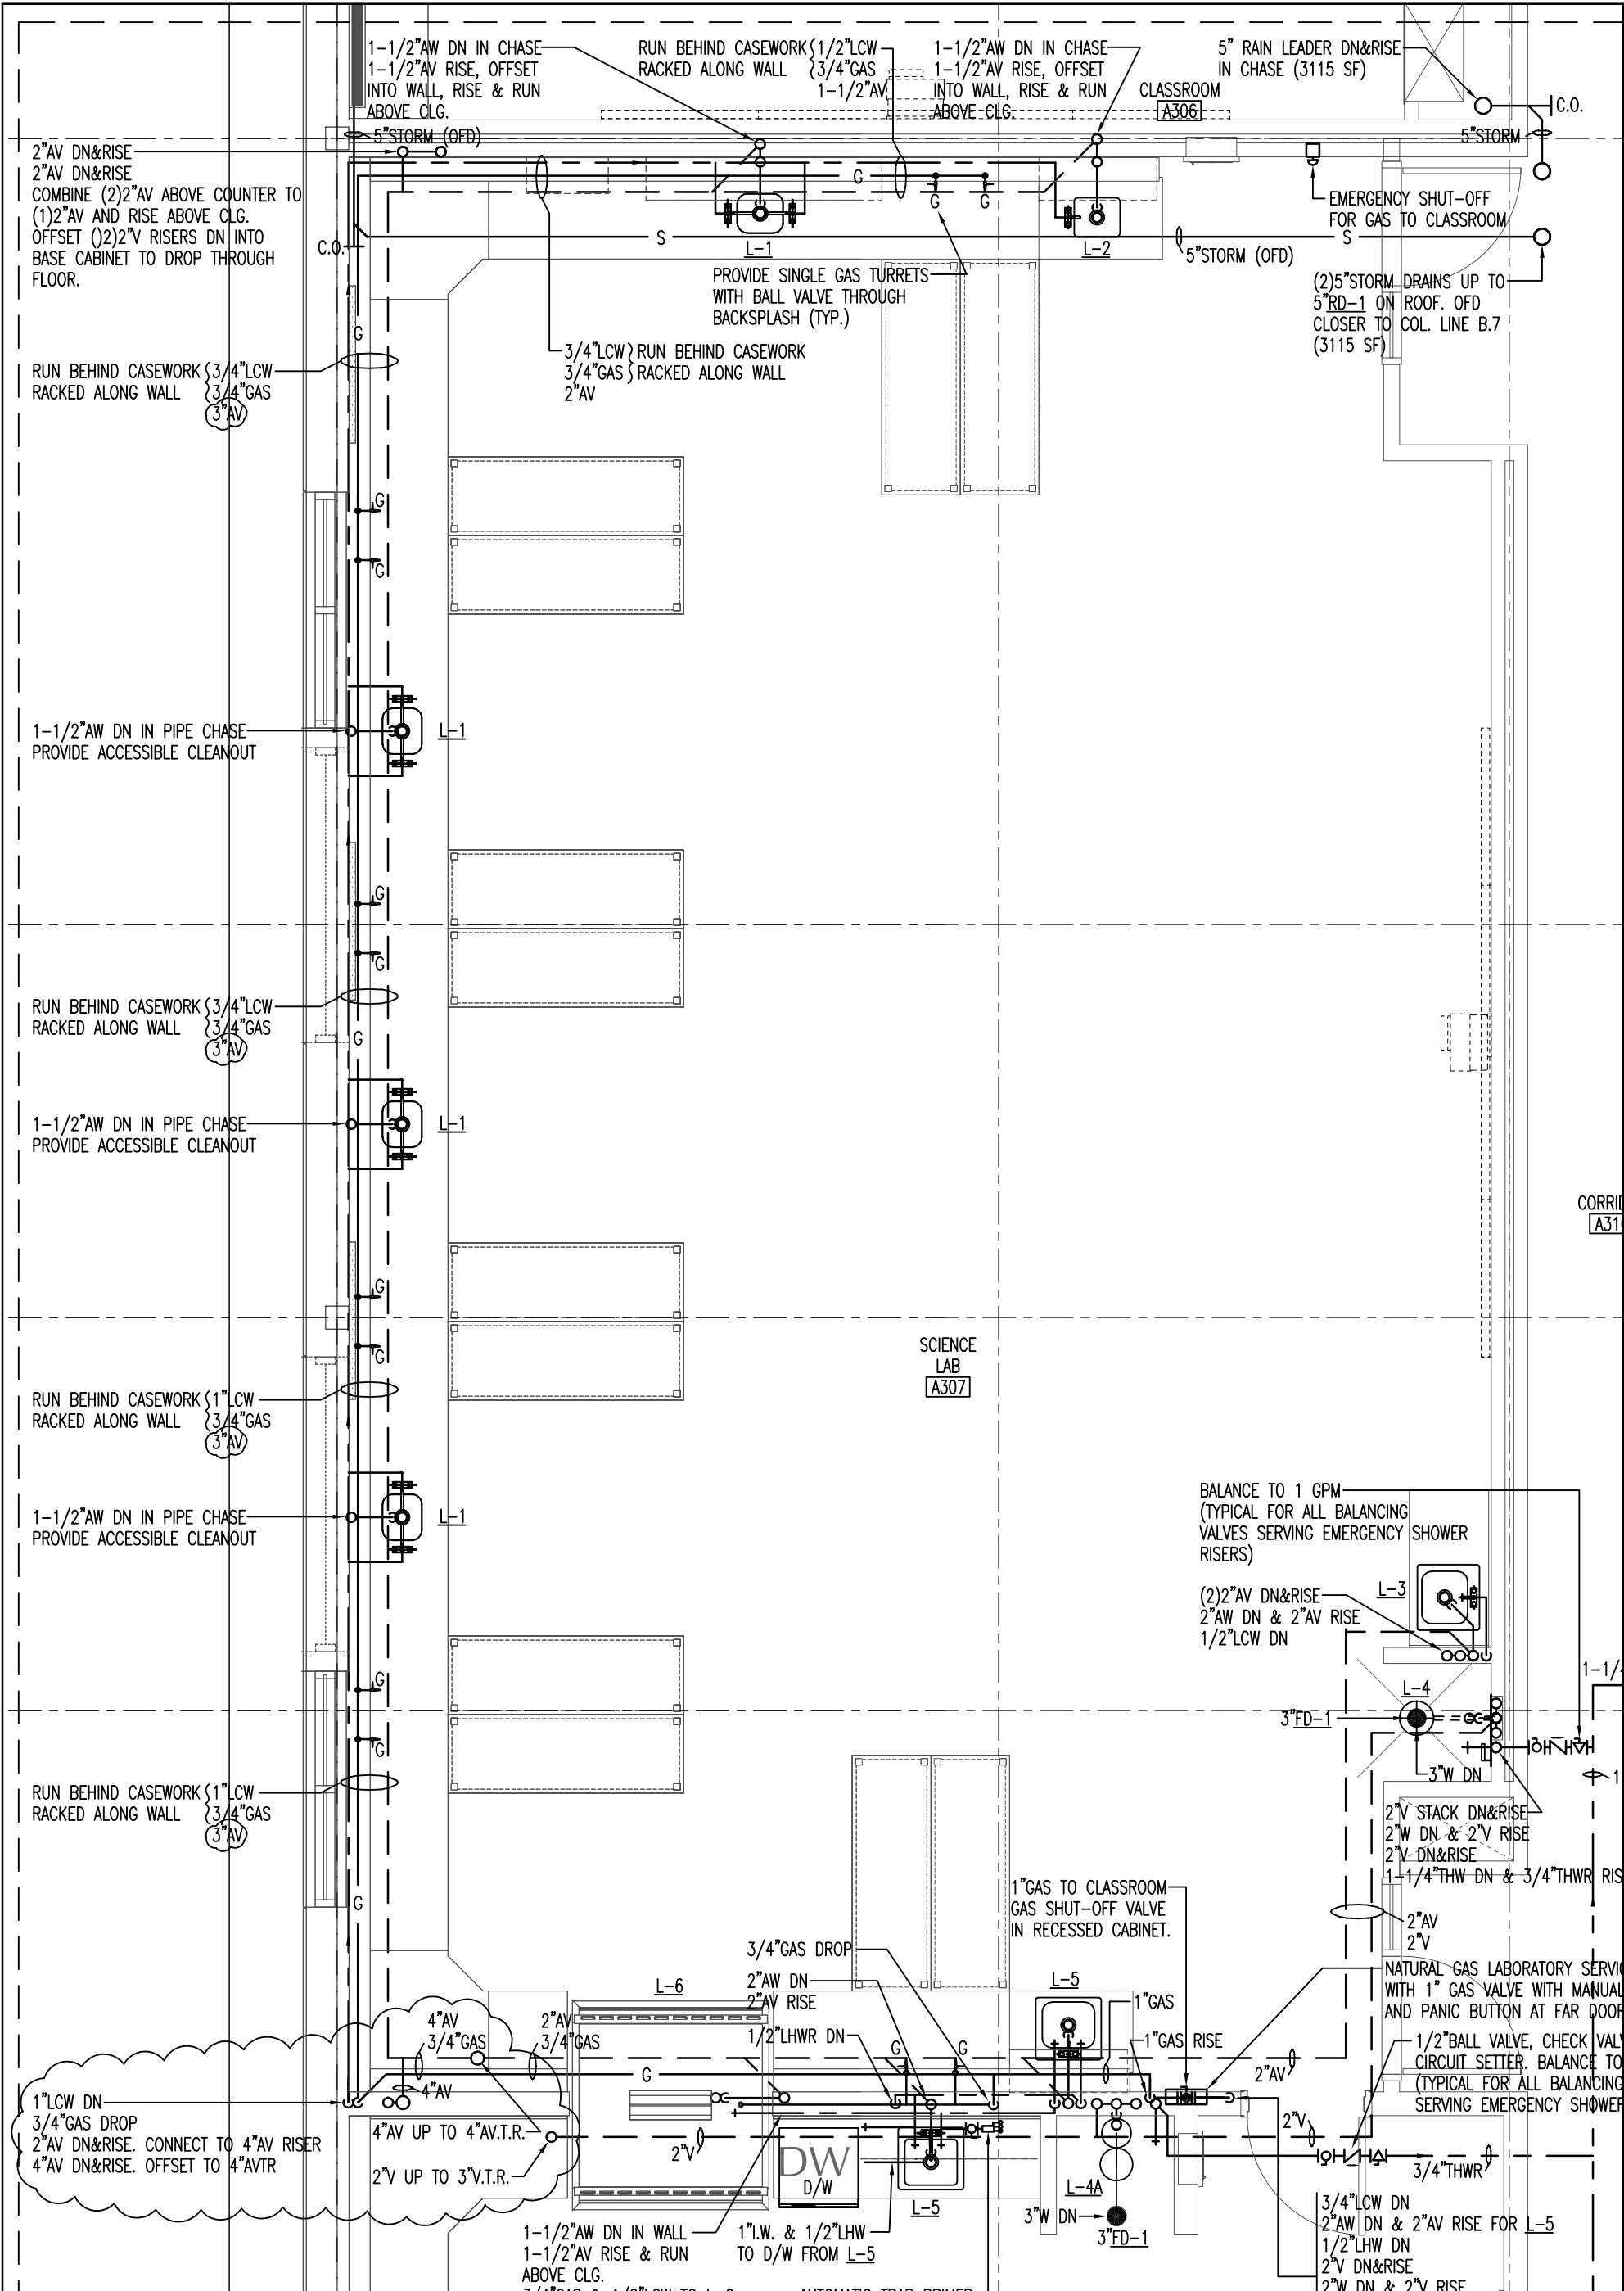 1-1/2"AW DN IN CHASE
1-1/2"AV RISE, OFFSET
INTO WALL, RISE & RUN
ABOVE CLG.
RUN BEHIND CASEWORK
RACKED ALONG WALL
1/2"LCW
3/4"GAS
1-1/2"AV
1-1/2"AW DN IN CHASE
1-1/2"AV RISE, OFFSET
INTO WALL, RISE & RUN
ABOVE CLG.
CLASSROOM
A306
5" RAIN LEADER DN&RISE
IN CHASE (3115 SF)
C.O.
5"STORM
5"STORM (OFD)
2"AV DN&RISE
2"AV DN&RISE
COMBINE (2)2"AV ABOVE COUNTER TO
(1)2"AV AND RISE ABOVE CLG.
OFFSET ()2)2"V RISERS DN INTO
BASE CABINET TO DROP THROUGH
FLOOR.
C.O.
G
G
G
S
S
L-1
L-2
EMERGENCY SHUT-OFF
FOR GAS TO CLASSROOM
5"STORM (OFD)
PROVIDE SINGLE GAS TURRETS
WITH BALL VALVE THROUGH
BACKSPLASH (TYP.)
(2)5"STORM DRAINS UP TO
5"RD-1 ON ROOF. OFD
CLOSER TO COL. LINE B.7
(3115 SF)
3/4"LCW
3/4"GAS
2"AV
RUN BEHIND CASEWORK
RACKED ALONG WALL
G
RUN BEHIND CASEWORK
RACKED ALONG WALL
3/4"LCW
3/4"GAS
3"AV
G
G
1-1/2"AW DN IN PIPE CHASE
PROVIDE ACCESSIBLE CLEANOUT
L-1
G
G
RUN BEHIND CASEWORK
RACKED ALONG WALL
3/4"LCW
3/4"GAS
3"AV
G
1-1/2"AW DN IN PIPE CHASE
PROVIDE ACCESSIBLE CLEANOUT
L-1
CORRI
A31
G
G
SCIENCE
LAB
A307
RUN BEHIND CASEWORK
RACKED ALONG WALL
1"LCW
3/4"GAS
3"AV
1-1/2"AW DN IN PIPE CHASE
PROVIDE ACCESSIBLE CLEANOUT
L-1
BALANCE TO 1 GPM
(TYPICAL FOR ALL BALANCING
VALVES SERVING EMERGENCY SHOWER
RISERS)
L-3
(2)2"AV DN&RISE
2"AW DN & 2"AV RISE
1/2"LCW DN
1-1/
L-4
G
G
3"FD-1
3"W DN
1
RUN BEHIND CASEWORK
RACKED ALONG WALL
1"LCW
3/4"GAS
3"AV
2"V STACK DN&RISE
2"W DN & 2"V RISE
2"V DN&RISE
1-1/4"THW DN & 3/4"THWR RIS
G
1"GAS TO CLASSROOM
GAS SHUT-OFF VALVE
IN RECESSED CABINET.
2"AV
2"V
3/4"GAS DROP
2"AW DN
2"AV RISE
L-6
L-5
1"GAS
NATURAL GAS LABORATORY SERVIC
WITH 1" GAS VALVE WITH MANUAL
AND PANIC BUTTON AT FAR DOOR
4"AV
3/4"GAS
2"AV
3/4"GAS
1/2"LHWR DN
G
G
G
1"GAS RISE
2"AV
1/2"BALL VALVE, CHECK VAL
CIRCUIT SETTER. BALANCE TO
(TYPICAL FOR ALL BALANCING
SERVING EMERGENCY SHOWER
4"AV
1"LCW DN
3/4"GAS DROP
2"AV DN&RISE. CONNECT TO 4"AV RISER
4"AV DN&RISE. OFFSET TO 4"AVTR
4"AV UP TO 4"AV.T.R.
2"V UP TO 3"V.T.R.
2"V
2"V
DW
D/W
L-5
L-4A
3/4"THWR
3"W DN
3"FD-1
1-1/2"AW DN IN WALL
1-1/2"AV RISE & RUN
ABOVE CLG.
1"I.W. & 1/2"LHW
TO D/W FROM L-5
3/4"LCW DN
2"AW DN & 2"AV RISE FOR L-5
1/2"LHW DN
2"V DN&RISE
2"W DN & 2"V RISE
AUTOMATIC TRAP PRIMER